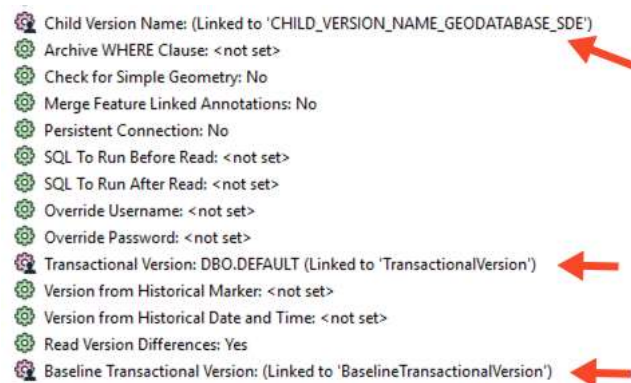 Child Version Name: (Linked to 'CHILD_VERSION_NAME_GEODATABASE_SDE')
Archive WHERE Clause: <not set>
Check for Simple Geometry: No
Merge Feature Linked Annotations: No
Persistent Connection: No
SQL To Run Before Read: <not set>
SQL To Run After Read: <not set>
Override Username: <not set>
Override Password: <not set>
Transactional Version: DBO.DEFAULT (Linked to 'TransactionalVersion')
Version from Historical Marker: <not set>
Version from Historical Date and Time: <not set>
Read Version Differences: Yes
Baseline Transactional Version: (Linked to 'BaselineTransactionalVersion')